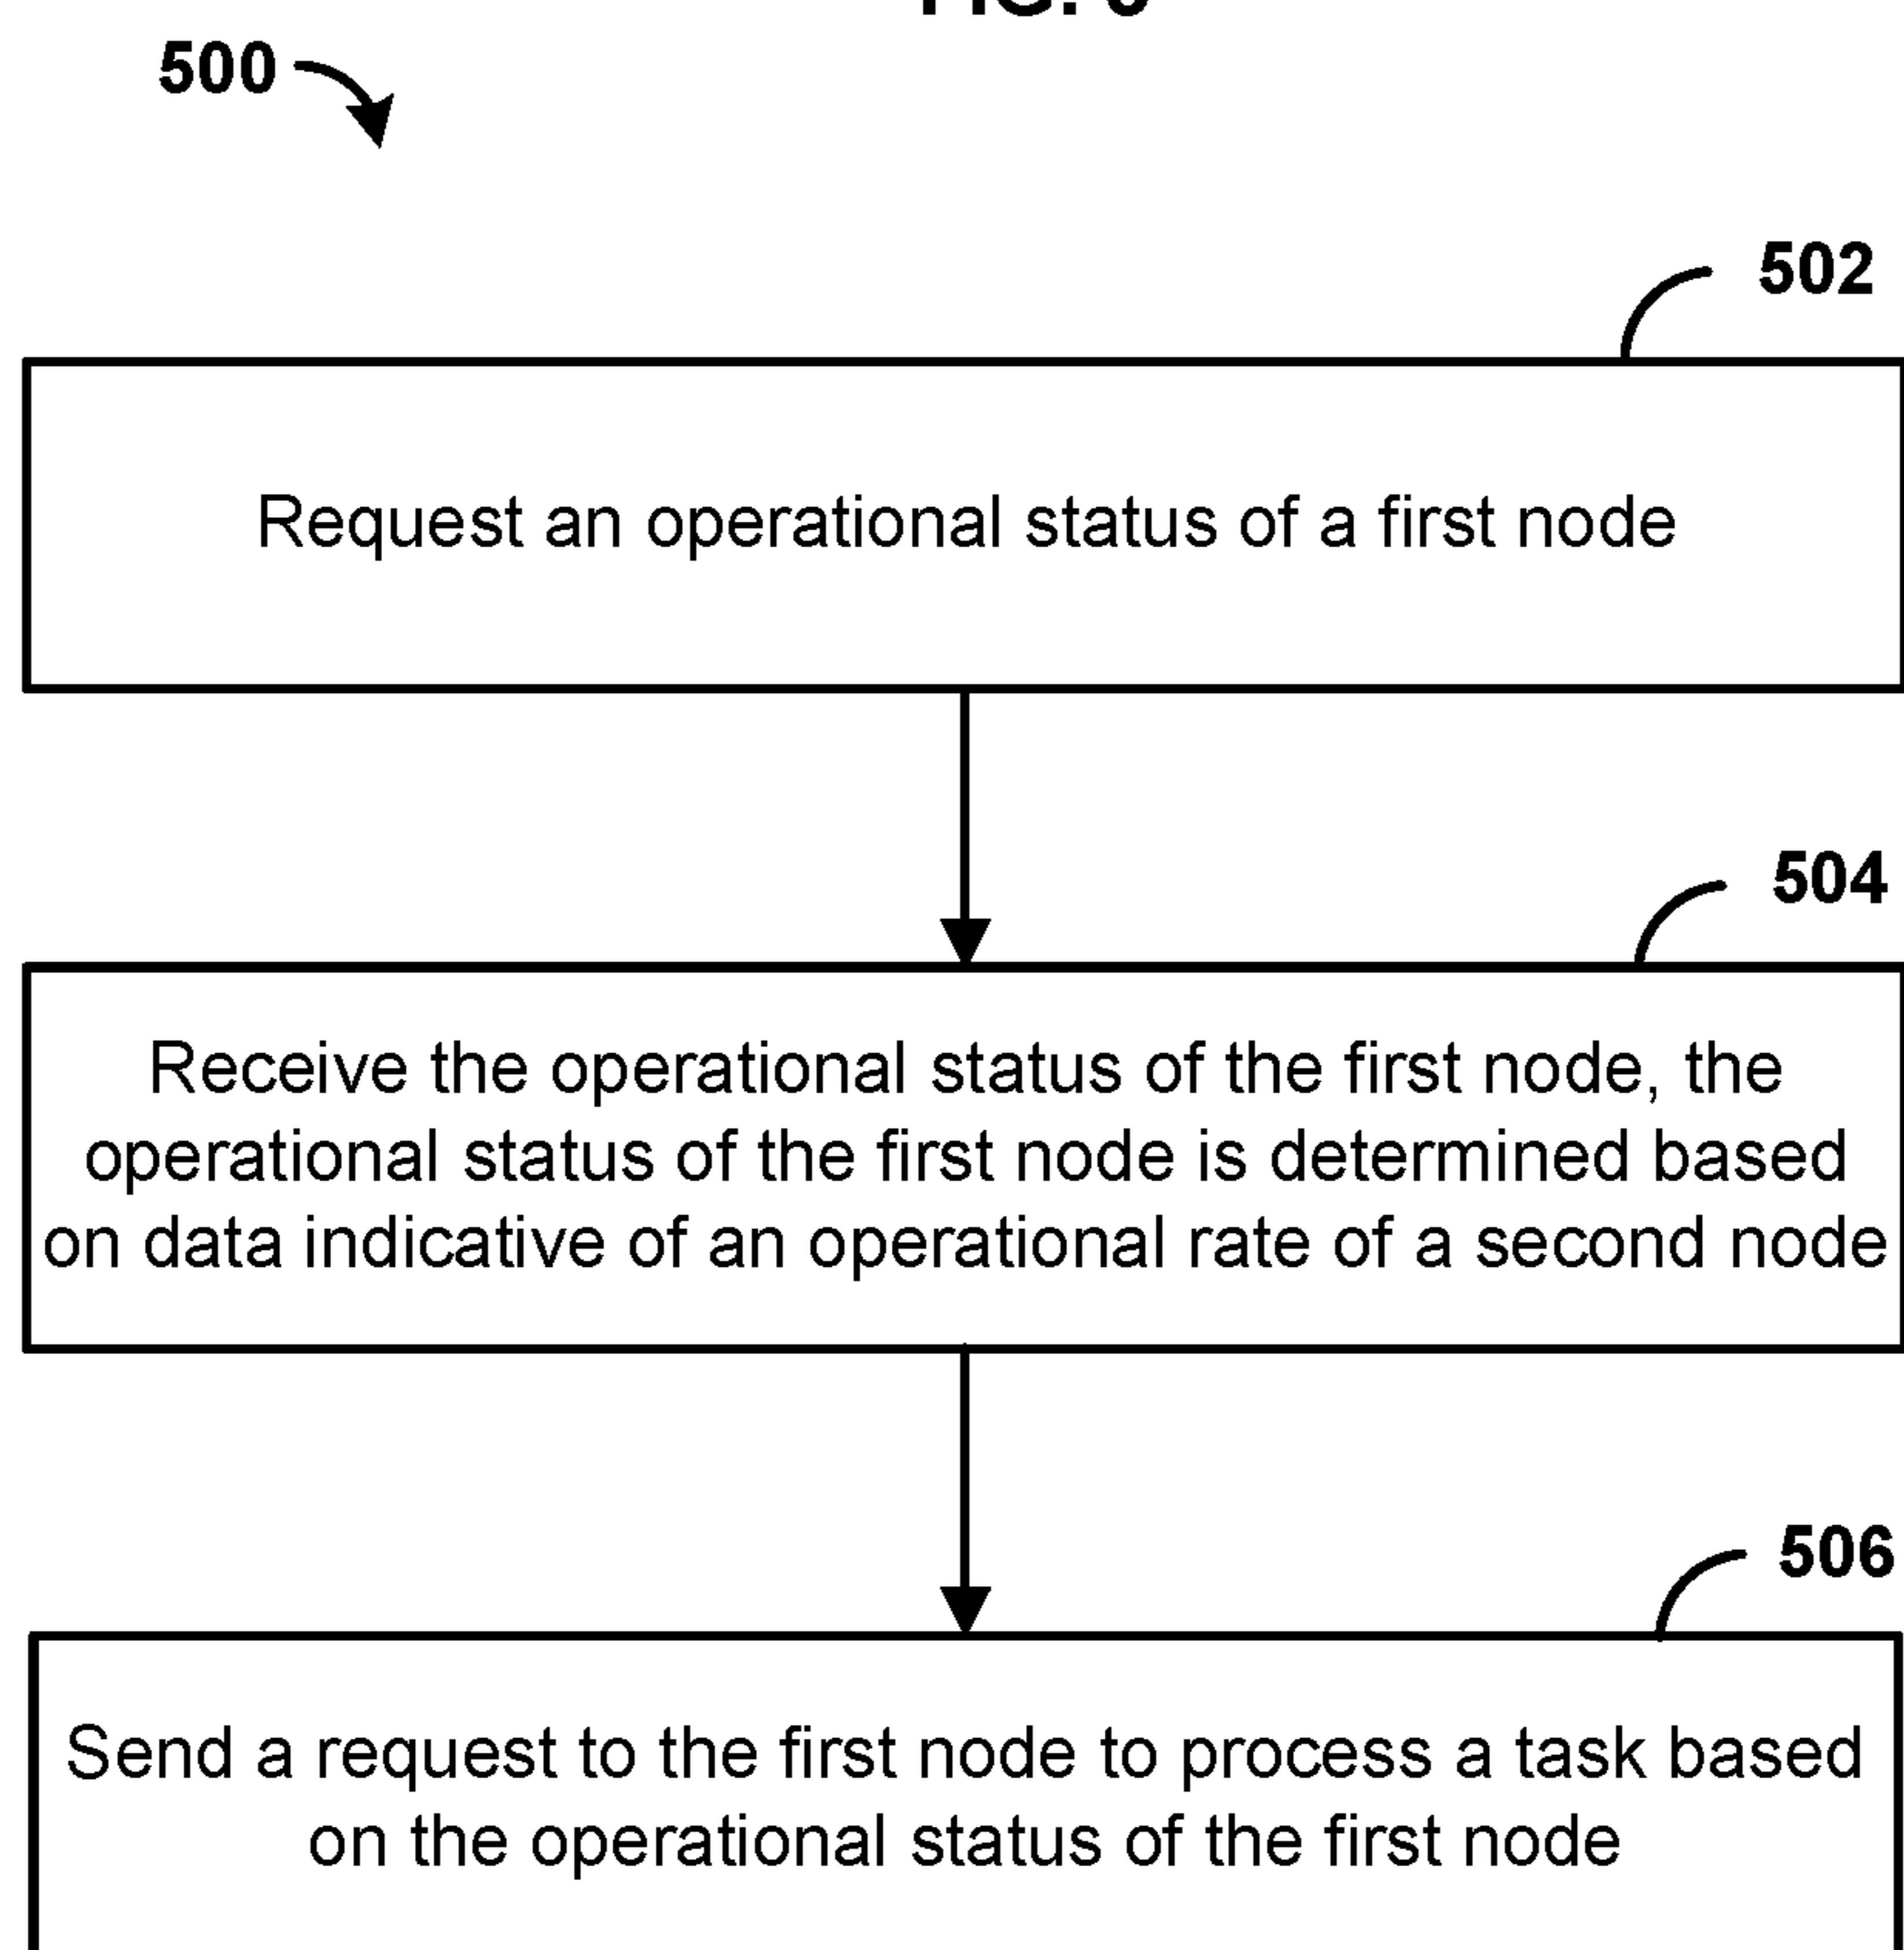 500
502
Request an operational status of a first node
504
Receive the operational status of the first node, the
operational status of the first node is determined based
on data indicative of an operational rate of a second node
506
Send a request to the first node to process a task based
on the operational status of the first node